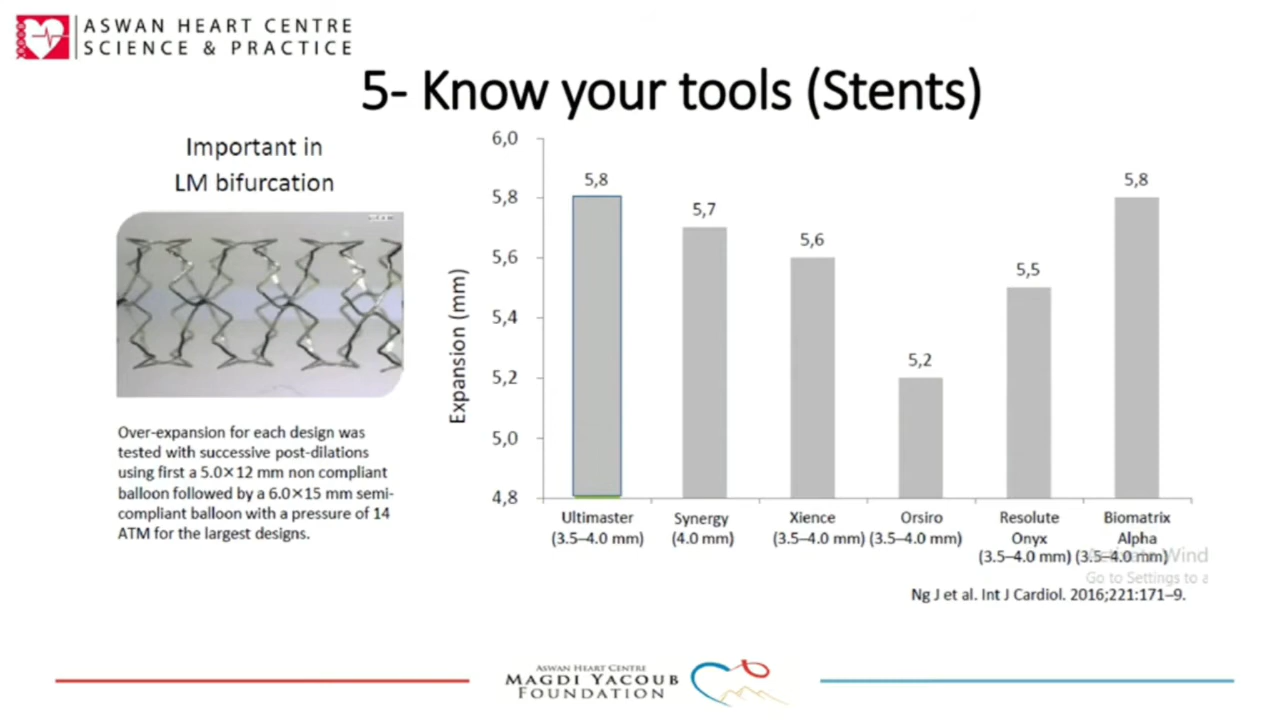 ASWAN HEART CENTRE
SCIENCE & PRACTICE
5- Know your tools (Stents)
Important in
LM bifurcation
Over-expansion for each design was
tested with successive post-dilations
using first a 5.0×12 mm non compliant
balloon followed by a 6.0×15 mm semi-
compliant balloon with a pressure of 14
ATM for the largest designs.
Expansion (mm)
6,0
5,8
5,6
5,4
5,2
5,0
4,8
5,8
5,7
5,6
5,2
5,5
5,8
Ultimaster
(3.5–4.0 mm)
Synergy
(4.0 mm)
Xience
(3.5–4.0 mm)
Orsiro
(3.5–4.0 mm)
Resolute
Onyx
(3.5–4.0 mm)
Biomatrix
Alpha
(3.5–4.0 mm)
Activate Wind
Go to Settings to a
Ng J et al. Int J Cardiol. 2016;221:171–9.
ASWAN HEART CENTRE
MAGDI YACOUB
FOUNDATION